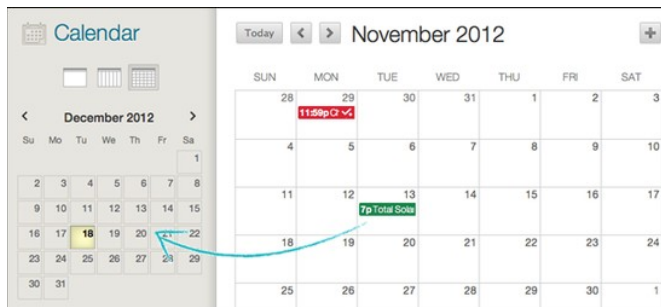 Calendar
December 2012
Su Mo Tu We Th Fr Sa
1
2 3 4 5 6 7 8
9 10 11 12 13 14 15
16 17 18 19 20 21 22
23 24 25 26 27 28 29
30 31
Today November 2012
SUN MON TUE WED THU FRI SAT
28 29 30 31 1 2 3
11:59p
4 5 6 7 8 9 10
11 12 13 14 15 16 17
7p Total Sola
18 19 20 21 22 23 24
25 26 27 28 29 30 1